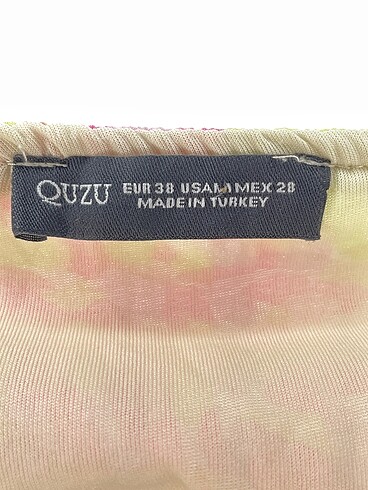 QUZU
EUR 38 USA M MEX 28
MADE IN TURKEY